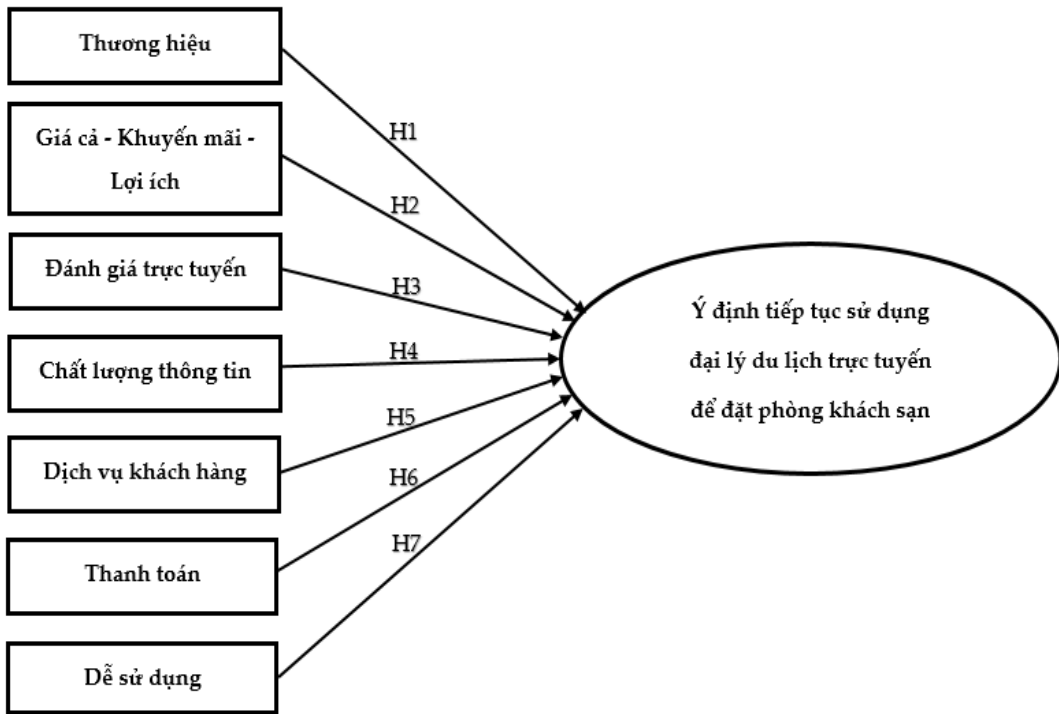 Thương hiệu
Giá cả - Khuyến mãi -
Lợi ích
Đánh giá trực tuyến
Chất lượng thông tin
Dịch vụ khách hàng
Thanh toán
Dễ sử dụng
H1
H2
H3
H4
H5
H6
H7
Ý định tiếp tục sử dụng
đại lý du lịch trực tuyến
để đặt phòng khách sạn